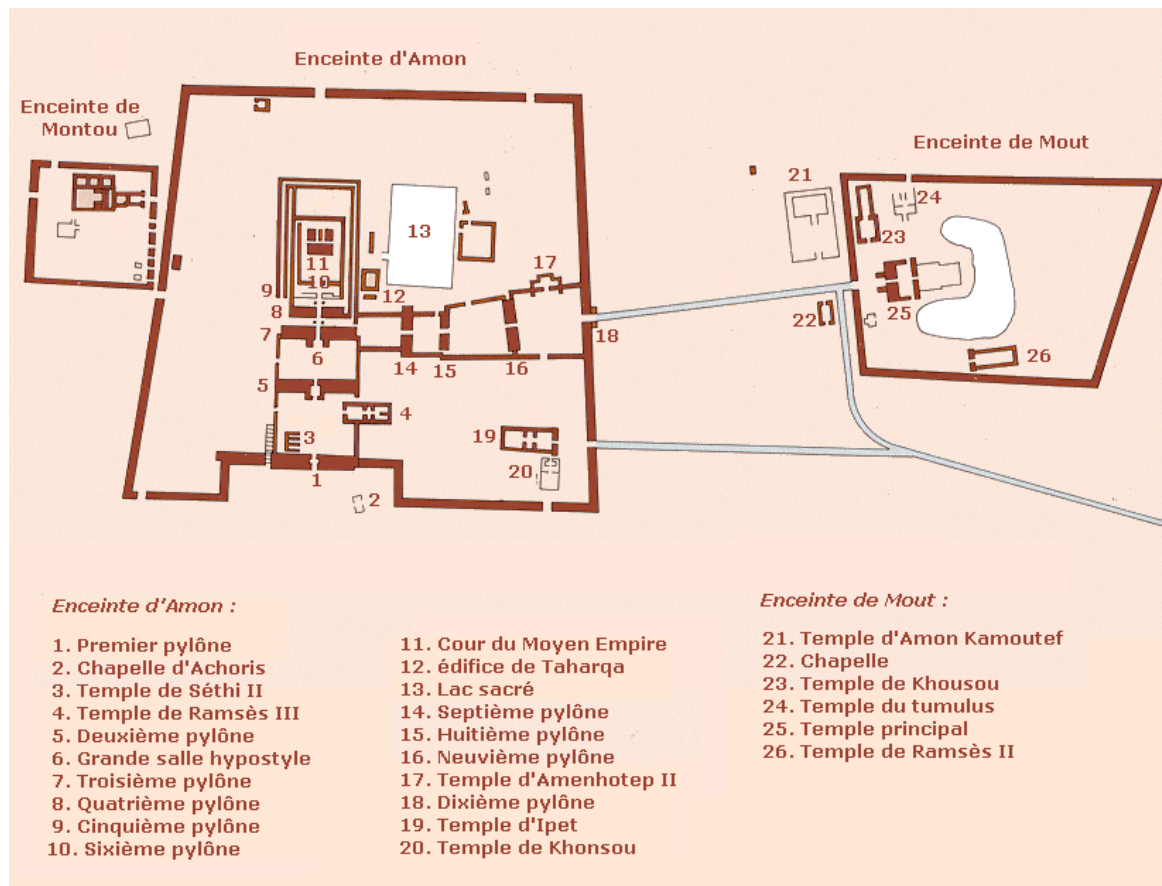 Enceinte d'Amon
Enceinte de
Montou
Enceinte de Mout
21
24
13
23
17
11
10
9
12
25
8
22
18
7
6
14
15
16
26
5
4
3
19
20
1
2
Enceinte d'Amon :
1. Premier pylône
2. Chapelle d'Achoris
3. Temple de Séthi II
4. Temple de Ramsès III
5. Deuxième pylône
6. Grande salle hypostyle
7. Troisième pylône
8. Quatrième pylône
9. Cinquième pylône
10. Sixième pylône
11. Cour du Moyen Empire
12. édifice de Taharqa
13. Lac sacré
14. Septième pylône
15. Huitième pylône
16. Neuvième pylône
17. Temple d'Amenhotep II
18. Dixième pylône
19. Temple d'Ipet
20. Temple de Khonsou
Enceinte de Mout :
21. Temple d'Amon Kamoutef
22. Chapelle
23. Temple de Khousou
24. Temple du tumulus
25. Temple principal
26. Temple de Ramsès II